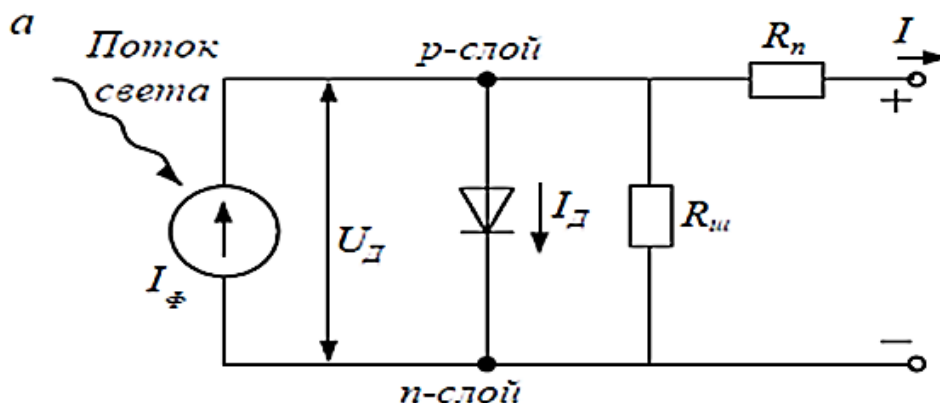 а
Поток
света
p-слой
Rп
I
+
IД
UД
Rш
IФ
−
n-слой